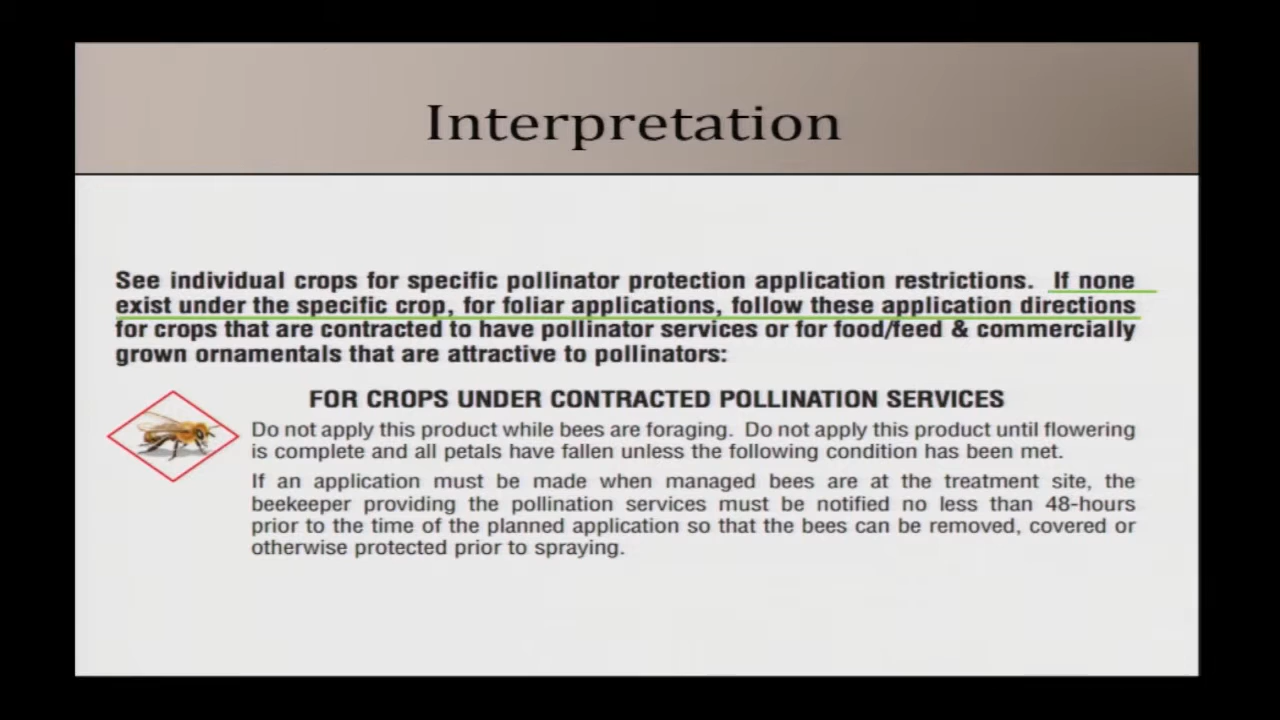 Interpretation
See individual crops for specific pollinator protection application restrictions. If none
exist under the specific crop, for foliar applications, follow these application directions
for crops that are contracted to have pollinator services or for food/feed & commercially
grown ornamentals that are attractive to pollinators:
FOR CROPS UNDER CONTRACTED POLLINATION SERVICES
Do not apply this product while bees are foraging. Do not apply this product until flowering
is complete and all petals have fallen unless the following condition has been met.
If an application must be made when managed bees are at the treatment site, the
beekeeper providing the pollination services must be notified no less than 48-hours
prior to the time of the planned application so that the bees can be removed, covered or
otherwise protected prior to spraying.